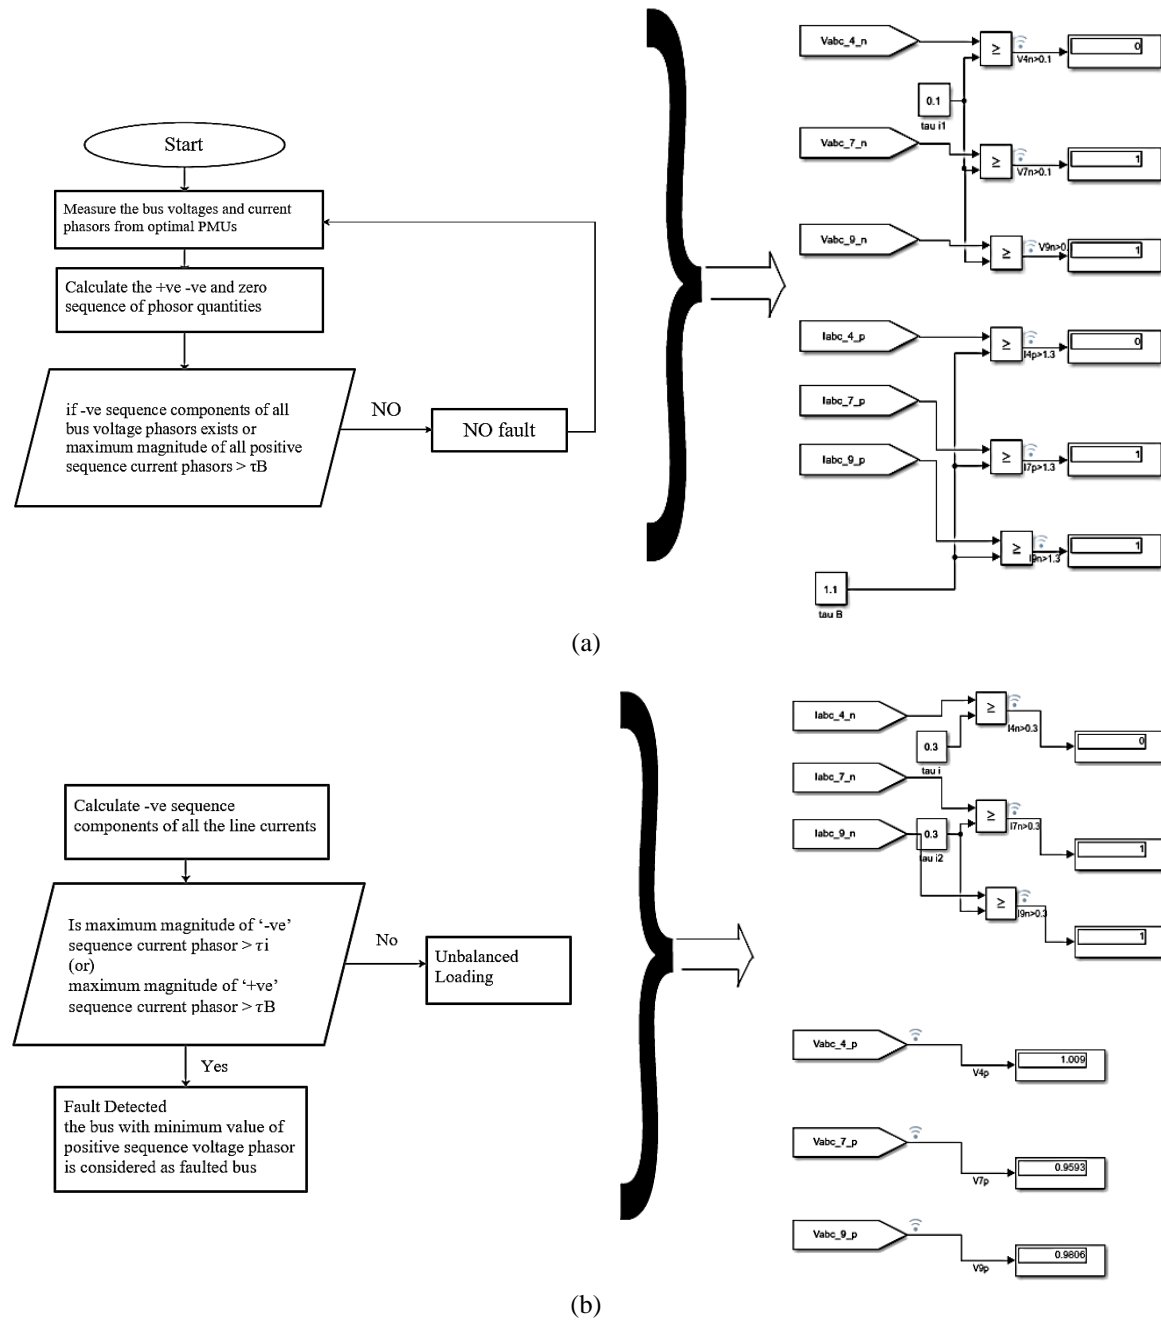 Start
Measure the bus voltages and current
phasors from optimal PMUs
Calculate the +ve -ve and zero
sequence of phosor quantities
if -ve sequence components of all
bus voltage phasors exists or
maximum magnitude of all positive
sequence current phasors > τB
NO
NO fault
Vabc_4_n
≥
V4n>0.1
0
0.1
tau i1
Vabc_7_n
≥
V7n>0.1
1
Vabc_9_n
≥
V9n>0.
1
Iabc_4_p
≥
I4p>1.3
0
Iabc_7_p
≥
I7p>1.3
1
Iabc_9_p
≥
I9n>1.3
1
1.1
tau B
(a)
Calculate -ve sequence
components of all the line currents
Is maximum magnitude of ‘-ve’
sequence current phasor > τi
(or)
maximum magnitude of ‘+ve’
sequence current phasor > τB
No
Unbalanced
Loading
Yes
Fault Detected
the bus with minimum value of
positive sequence voltage phasor
is considered as faulted bus
Iabc_4_n
≥
I4n>0.3
0
0.3
tau i
Iabc_7_n
≥
I7n>0.3
1
Iabc_9_n
0.3
tau i2
≥
I9n>0.3
1
Vabc_4_p
V4p
1.009
Vabc_7_p
V7p
0.9593
Vabc_9_p
V9p
0.9806
(b)